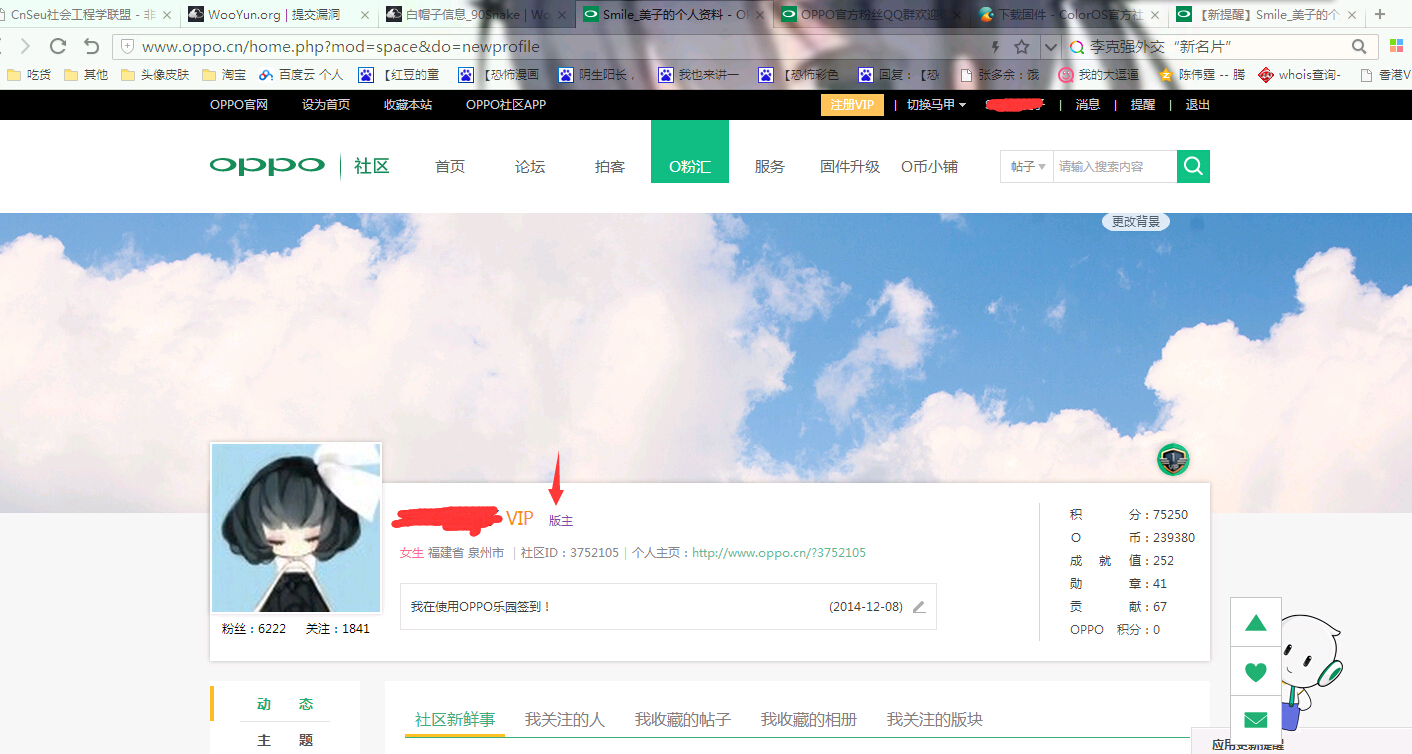 CnSeu社会工程学联盟 - 非 WooYun.org | 提交漏洞 白帽子信息_90Snake | Wo Smile_美子的个人资料 - OP OPPO官方粉丝QQ群欢迎 下载固件 - ColorOS官方社 【新提醒】Smile_美子的个
www.oppo.cn/home.php?mod=space&do=newprofile 李克强外交“新名片”
吃货 其他 头像皮肤 淘宝 百度云 个人 【红豆的童 【恐怖漫画 阴生阳长， 我也来讲一 【恐怖彩色 回复：【恐 张多余：饿 我的大逗逼 陈伟霆 -- 腾 whois查询- 香港V
OPPO官网 设为首页 收藏本站 OPPO社区APP 注册VIP | 切换马甲 | 消息 | 提醒 | 退出
oppo 社区 首页 论坛 拍客 O粉汇 服务 固件升级 O币小铺 帖子 请输入搜索内容
更改背景
VIP 版主
女生 福建省 泉州市 | 社区ID：3752105 | 个人主页：http://www.oppo.cn/?3752105
我在使用OPPO乐园签到！ (2014-12-08)
粉丝：6222 关注：1841
积 分：75250
O 币：239380
成 就 值：252
勋 章：41
贡 献：67
OPPO 积分：0
动 态
主 题
社区新鲜事 我关注的人 我收藏的帖子 我收藏的相册 我关注的版块
应用更新提醒